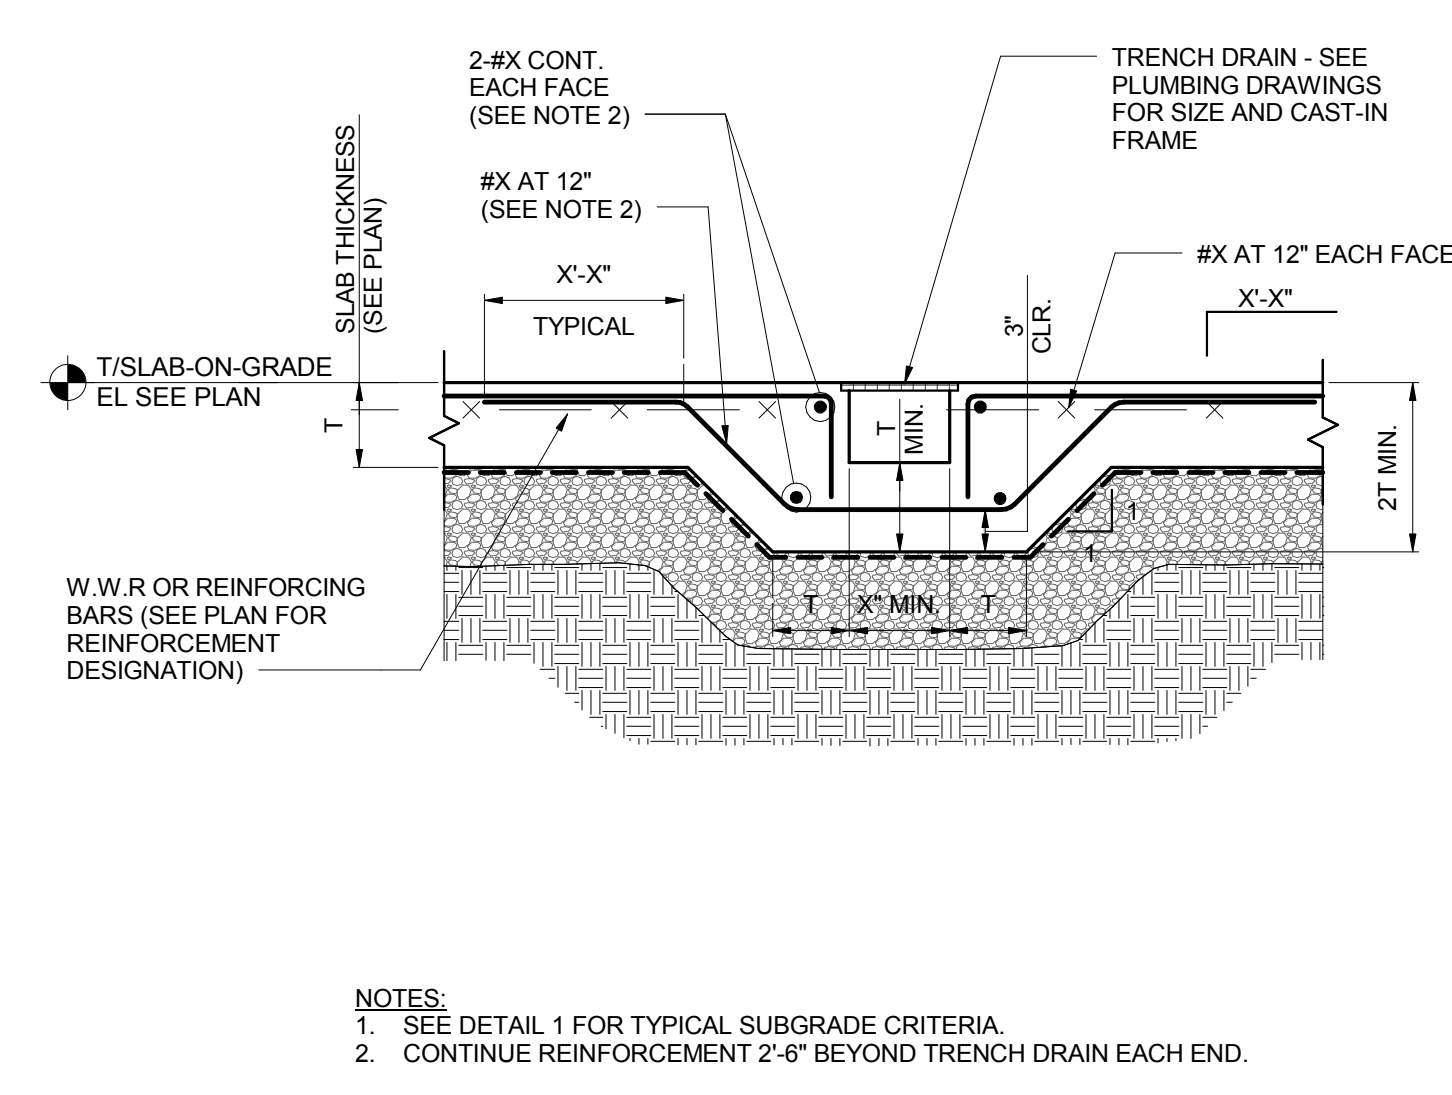 2-#X CONT.
EACH FACE
(SEE NOTE 2)
TRENCH DRAIN - SEE
PLUMBING DRAWINGS
FOR SIZE AND CAST-IN
FRAME
SLAB THICKNESS
(SEE PLAN)
#X AT 12"
(SEE NOTE 2)
X'-X"
TYPICAL
3"
CLR.
#X AT 12" EACH FACE
X'-X"
T/SLAB-ON-GRADE
EL SEE PLAN
T
T
MIN.
2T MIN.
1
1
W.W.R OR REINFORCING
BARS (SEE PLAN FOR
REINFORCEMENT
DESIGNATION)
T
X" MIN.
T
NOTES:
1. SEE DETAIL 1 FOR TYPICAL SUBGRADE CRITERIA.
2. CONTINUE REINFORCEMENT 2'-6" BEYOND TRENCH DRAIN EACH END.